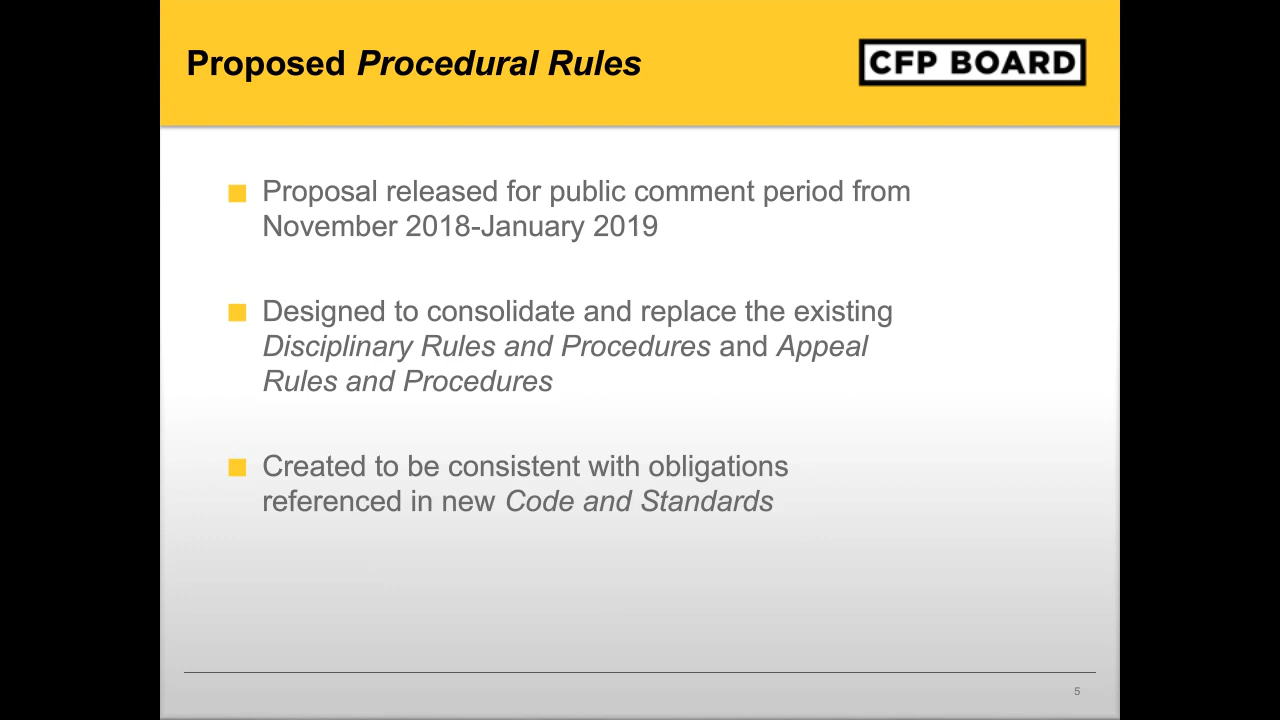 Proposed Procedural Rules
CFP BOARD
Proposal released for public comment period from
November 2018-January 2019
Designed to consolidate and replace the existing
Disciplinary Rules and Procedures and Appeal
Rules and Procedures
Created to be consistent with obligations
referenced in new Code and Standards
5